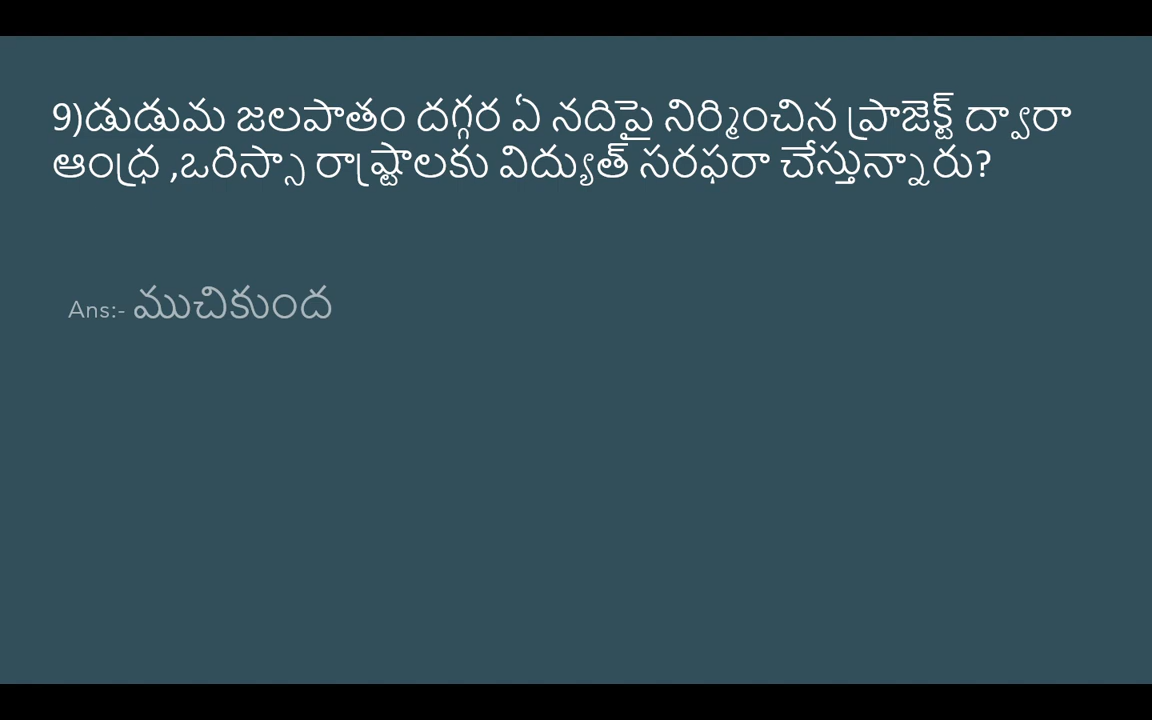 9)డుడుమ జలపాతం దగ్గర ఏ నదిపై నిర్మించిన ప్రాజెక్ట్ ద్వారా
ఆంధ్ర ,ఒరిస్సా రాష్ట్రాలకు విద్యుత్ సరఫరా చేస్తున్నారు?
Ans:- ముచికుంద